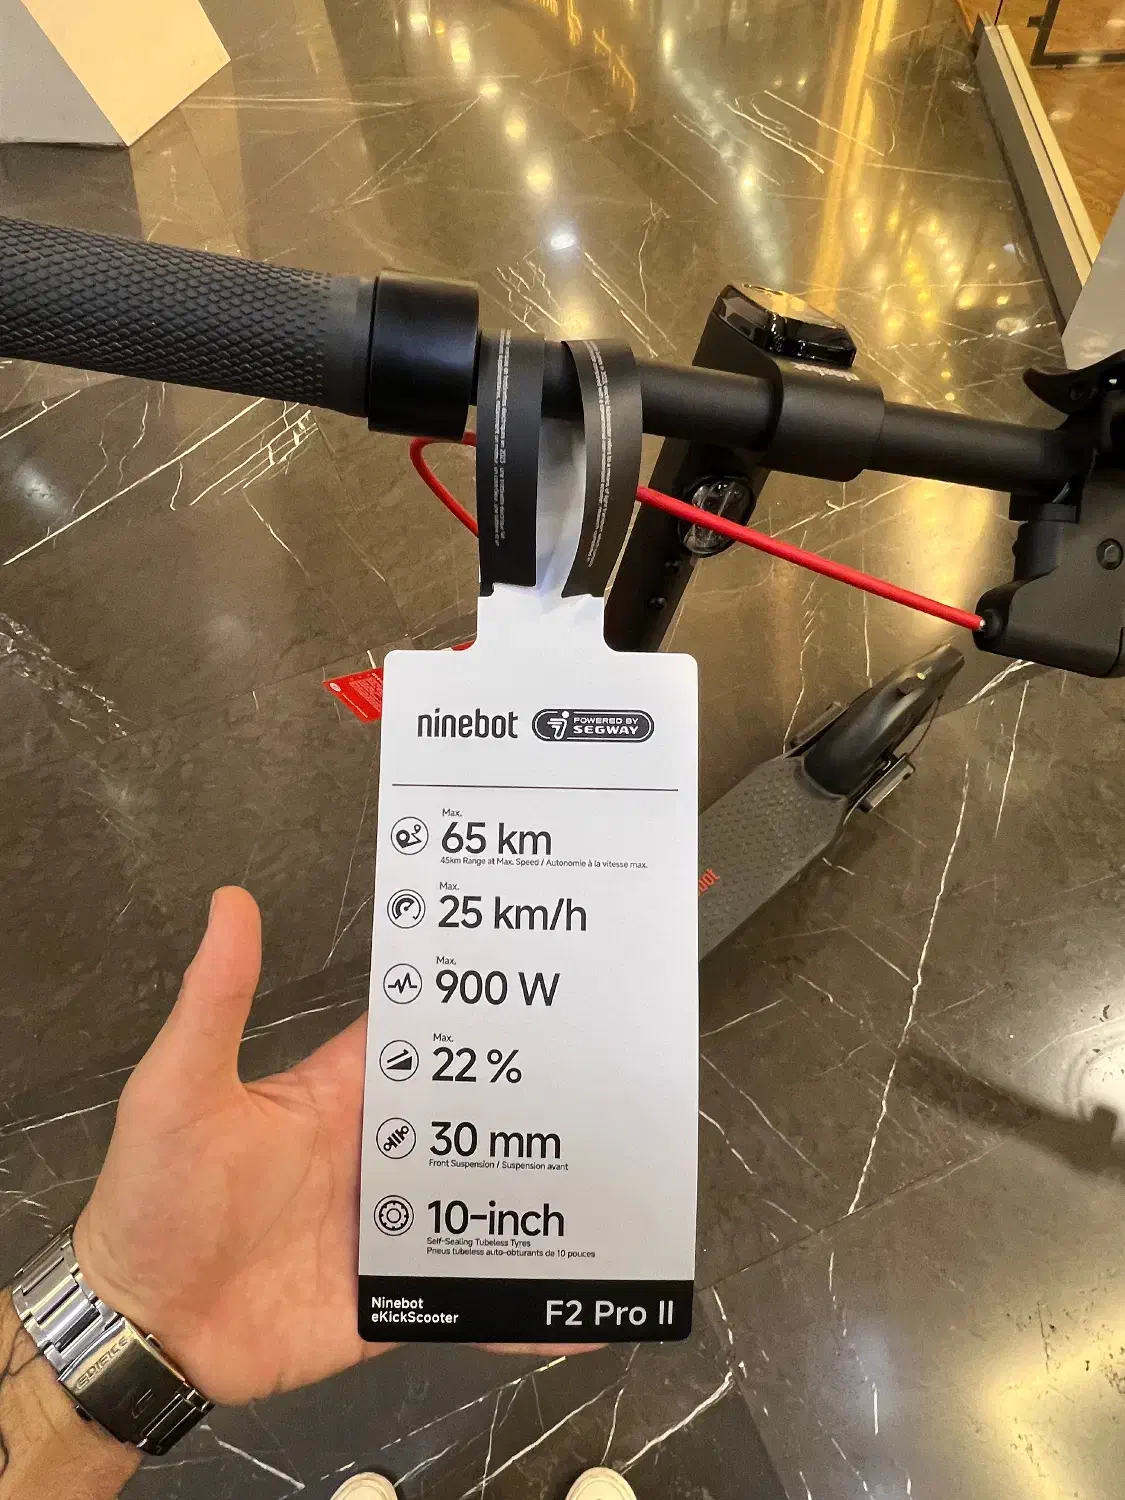 ninebot
POWERED BY
SEGWAY
Max.
65 km
45km Range at Max. Speed / Autonomie à la vitesse max.
Max.
25 km/h
Max.
900 W
Max.
22 %
30 mm
Front Suspension / Suspension avant
10-inch
Self-Sealing Tubeless Tyres
Pneus tubeless auto-obturants de 10 pouces
Ninebot
eKickScooter
F2 Pro II
EDIFICE
bot